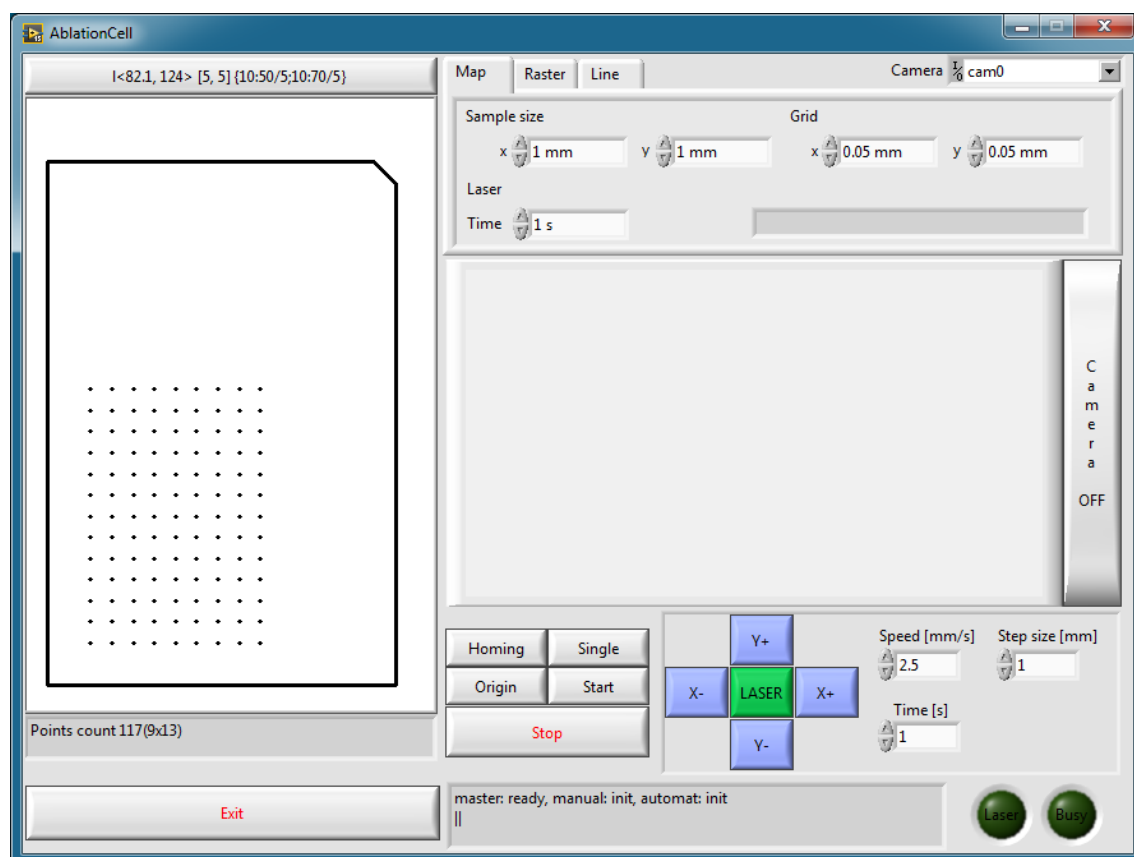 AblationCell
I<82.1, 124> [5, 5] {10:50/5;10:70/5}
Map Raster Line Camera cam0
Sample size Grid
x 1 mm y 1 mm x 0.05 mm y 0.05 mm
Laser
Time 1 s
Camera
OFF
Homing Single
Origin Start
Stop
Y+
X- LASER X+
Y-
Speed [mm/s] Step size [mm]
2.5 1
Time [s]
1
Points count 117(9x13)
Exit
master: ready, manual: init, automat: init
||
Laser Busy